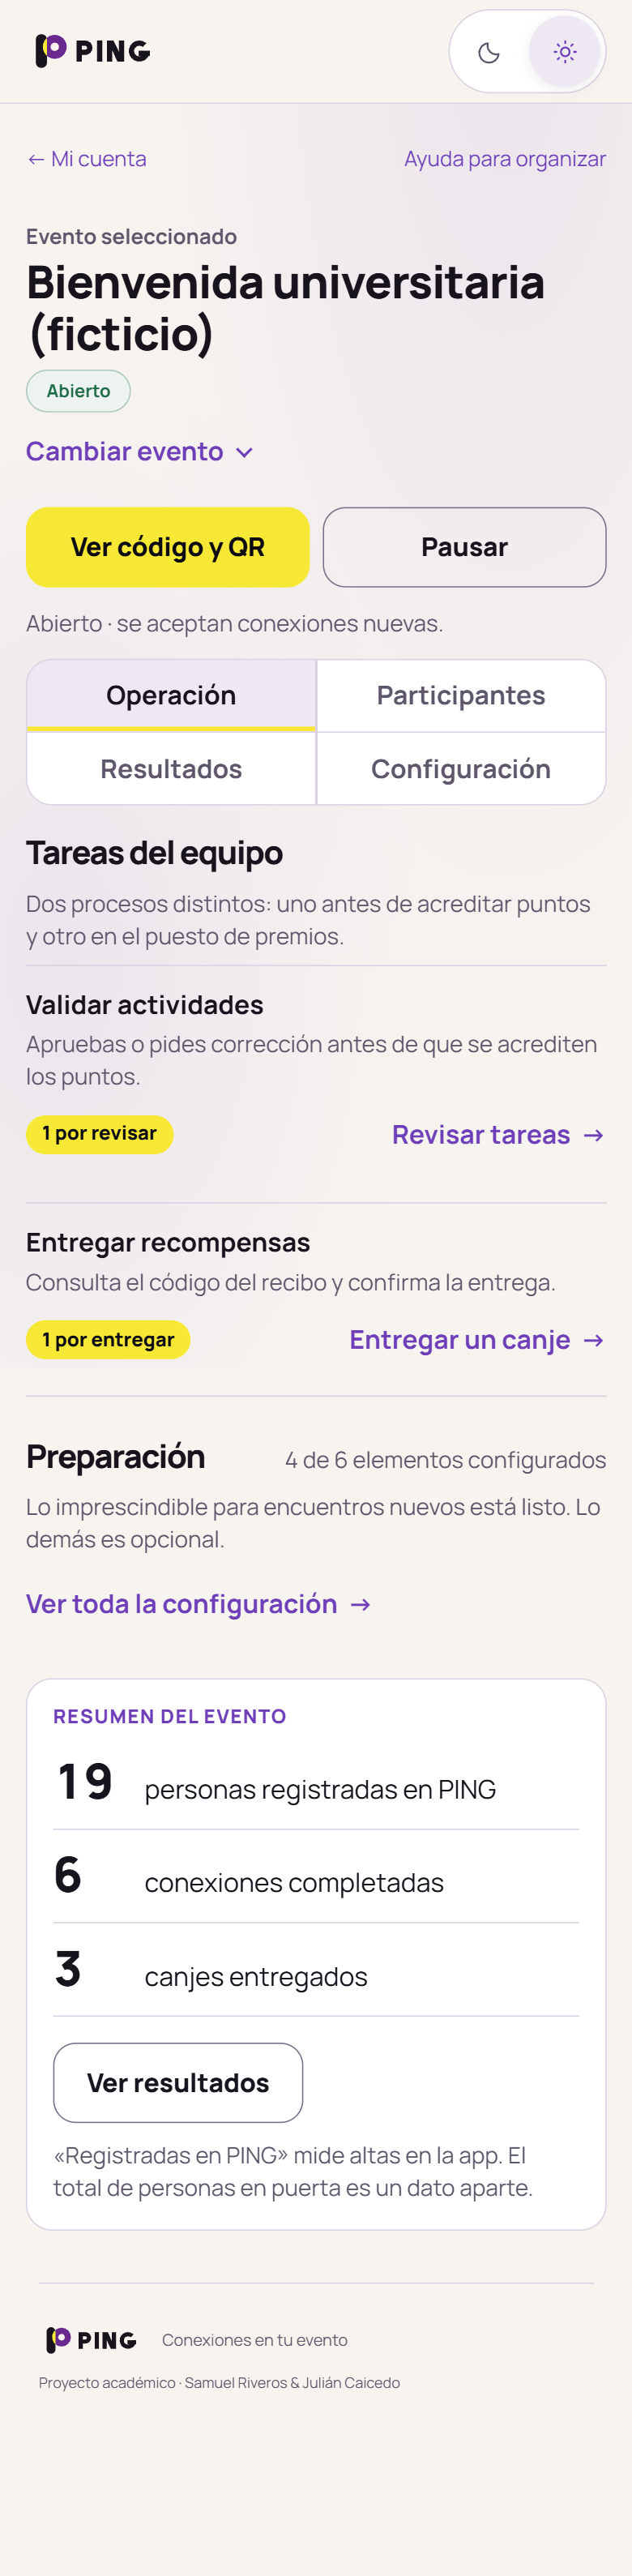 PING
← Mi cuenta
Ayuda para organizar
Evento seleccionado
Bienvenida universitaria
(ficticio)
Abierto
Cambiar evento
Ver código y QR
Pausar
Abierto · se aceptan conexiones nuevas.
Operación
Participantes
Resultados
Configuración
Tareas del equipo
Dos procesos distintos: uno antes de acreditar puntos
y otro en el puesto de premios.
Validar actividades
Apruebas o pides corrección antes de que se acrediten
los puntos.
1 por revisar
Revisar tareas →
Entregar recompensas
Consulta el código del recibo y confirma la entrega.
1 por entregar
Entregar un canje →
Preparación
4 de 6 elementos configurados
Lo imprescindible para encuentros nuevos está listo. Lo
demás es opcional.
Ver toda la configuración →
RESUMEN DEL EVENTO
19 personas registradas en PING
6 conexiones completadas
3 canjes entregados
Ver resultados
«Registradas en PING» mide altas en la app. El
total de personas en puerta es un dato aparte.
PING
Conexiones en tu evento
Proyecto académico · Samuel Riveros & Julián Caicedo